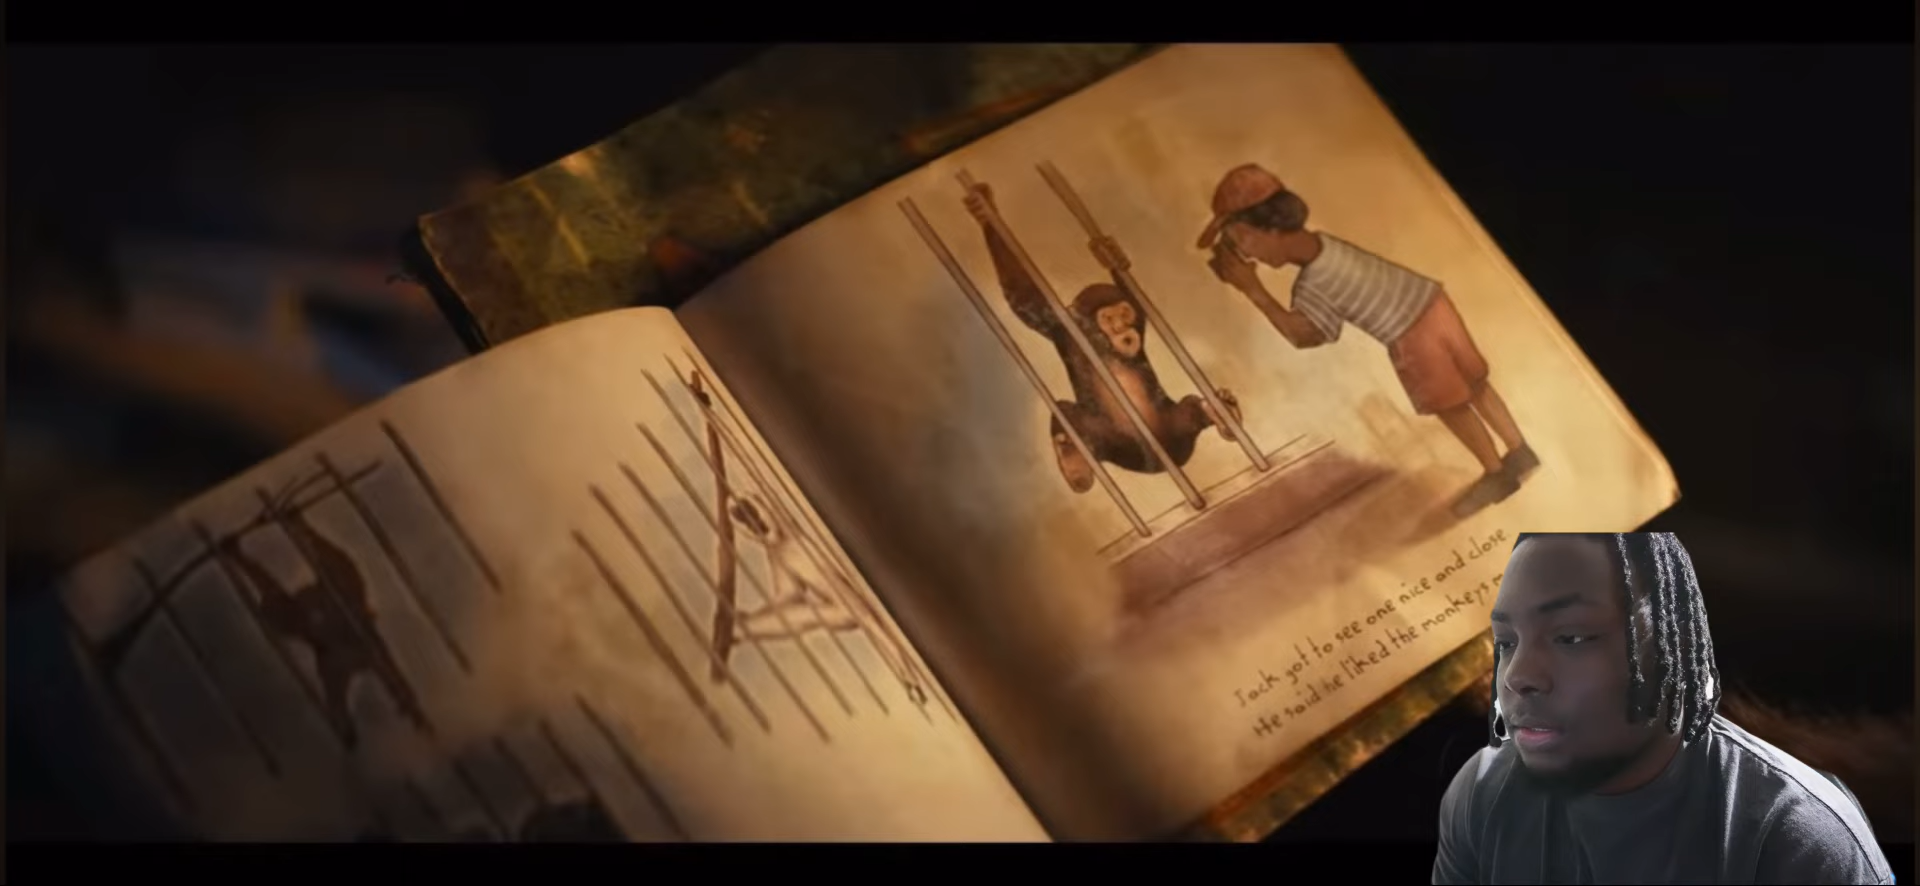 Jack got to see one nice and close
He said he liked the monkeys